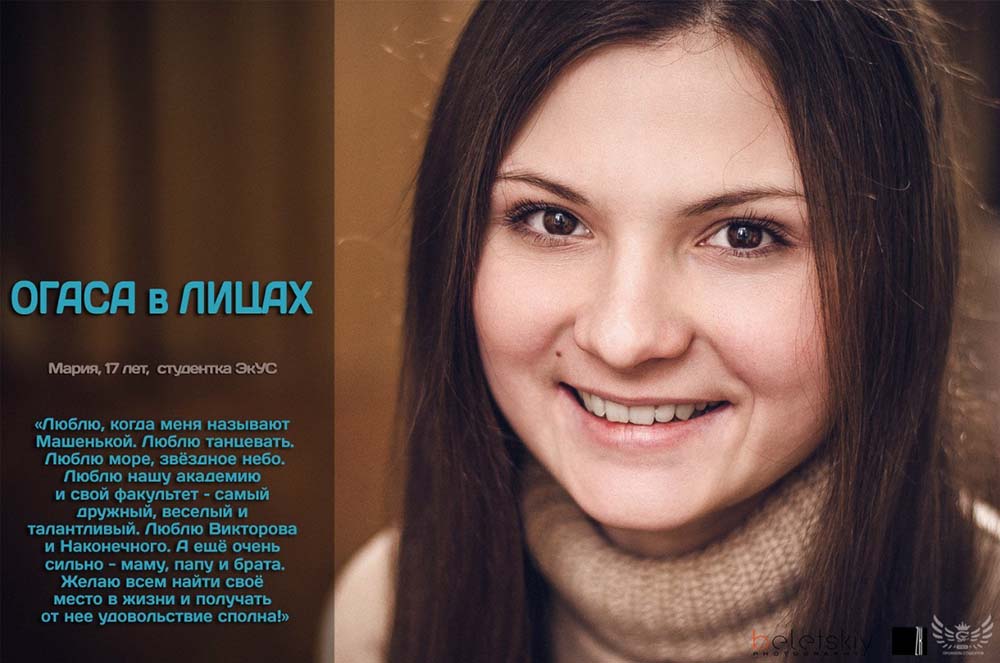 ОГАСА в ЛИЦАХ
Мария, 17 лет, студентка ЭкУС
«Люблю, когда меня называют
Машенькой. Люблю танцевать.
Люблю море, звёздное небо.
Люблю нашу академию
и свой факультет - самый
дружный, веселый и
талантливый. Люблю Викторова
и Наконечного. А ещё очень
сильно - маму, папу и брата.
Желаю всем найти своё
место в жизни и получать
от нее удовольствие сполна!»
beletskiy
PHOTOGRAPHY